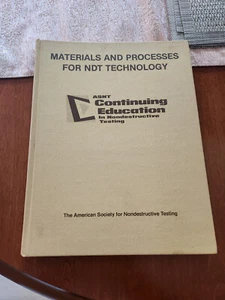 MATERIALS AND PROCESSES
FOR NDT TECHNOLOGY
ASNT
Continuing
Education
in Nondestructive
Testing
The American Society for Nondestructive Testing